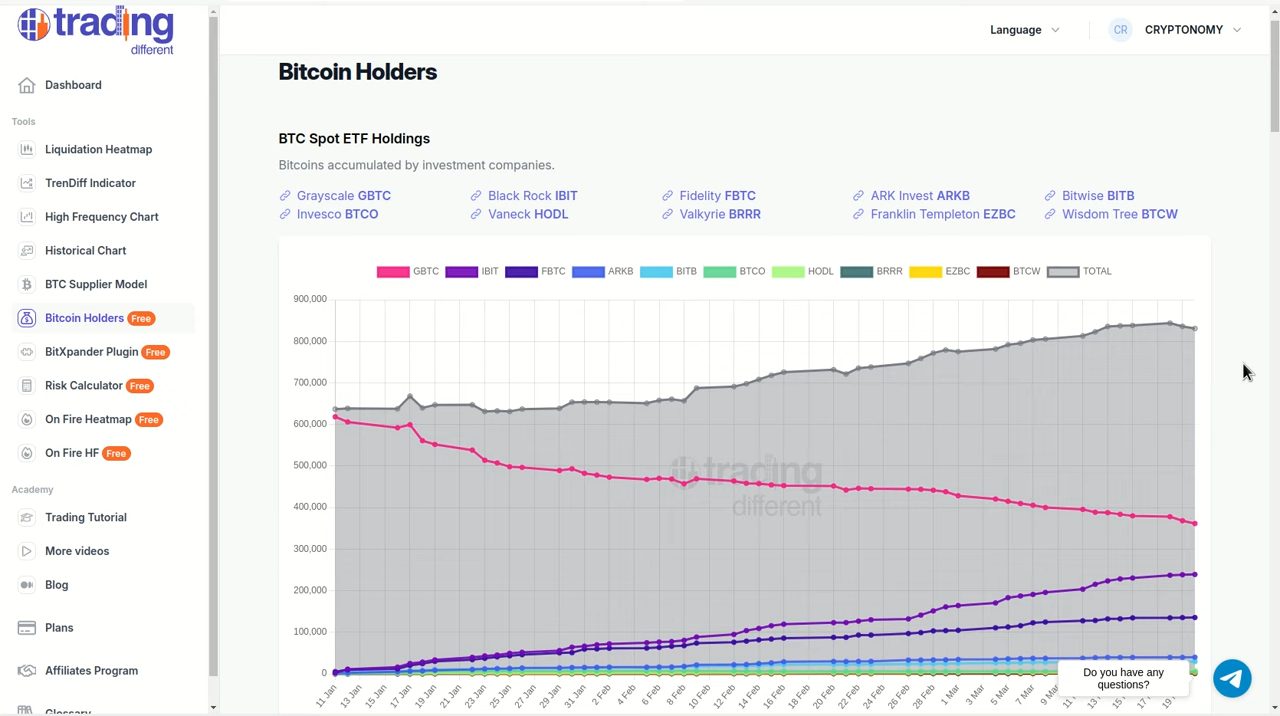 trading
different
Language
CR
CRYPTONOMY
Dashboard
Tools
Liquidation Heatmap
TrenDiff Indicator
High Frequency Chart
Historical Chart
BTC Supplier Model
Bitcoin Holders Free
BitXpander Plugin Free
Risk Calculator Free
On Fire Heatmap Free
On Fire HF Free
Academy
Trading Tutorial
More videos
Blog
Plans
Affiliates Program
Glossary
Bitcoin Holders
BTC Spot ETF Holdings
Bitcoins accumulated by investment companies.
Grayscale GBTC Black Rock IBIT Fidelity FBTC ARK Invest ARKB Bitwise BITB
Invesco BTCO Vaneck HODL Valkyrie BRRR Franklin Templeton EZBC Wisdom Tree BTCW
GBTC IBIT FBTC ARKB BITB BTCO HODL BRRR EZBC BTCW TOTAL
900,000
800,000
700,000
600,000
500,000
400,000
300,000
200,000
100,000
0
trading
different
11 Jan 13 Jan 15 Jan 17 Jan 19 Jan 21 Jan 23 Jan 25 Jan 27 Jan 29 Jan 31 Jan 2 Feb 4 Feb 6 Feb 8 Feb 10 Feb 12 Feb 14 Feb 16 Feb 18 Feb 20 Feb 22 Feb 24 Feb 26 Feb 28 Feb 1 Mar 3 Mar 5 Mar 7 Mar
Do you have any
questions?